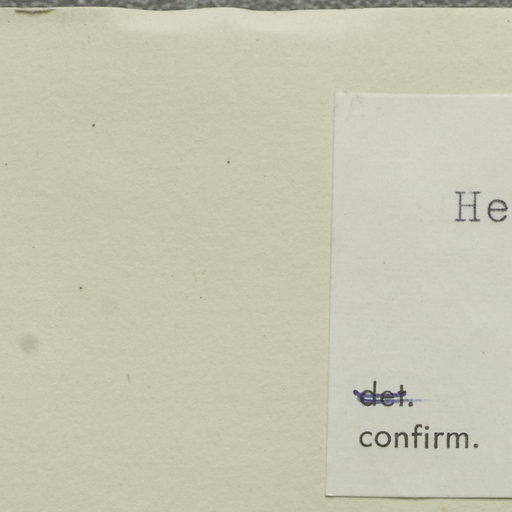 He
det.
confirm.